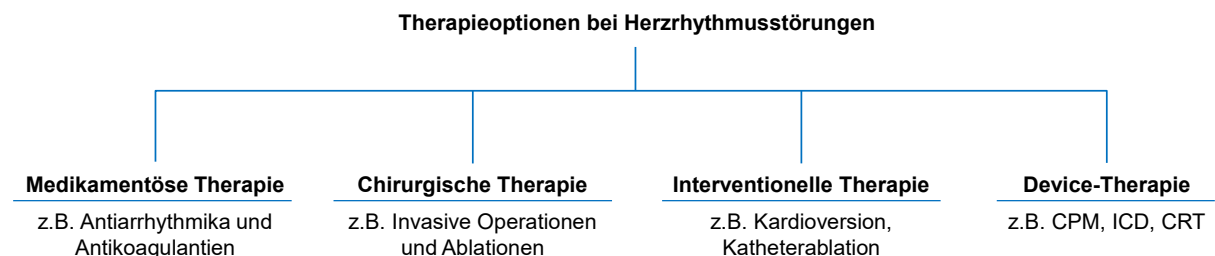 Therapieoptionen bei Herzrhythmusstörungen
Medikamentöse Therapie
z.B. Antiarrhythmika und
Antikoagulantien
Chirurgische Therapie
z.B. Invasive Operationen
und Ablationen
Interventionelle Therapie
z.B. Kardioversion,
Katheterablation
Device-Therapie
z.B. CPM, ICD, CRT